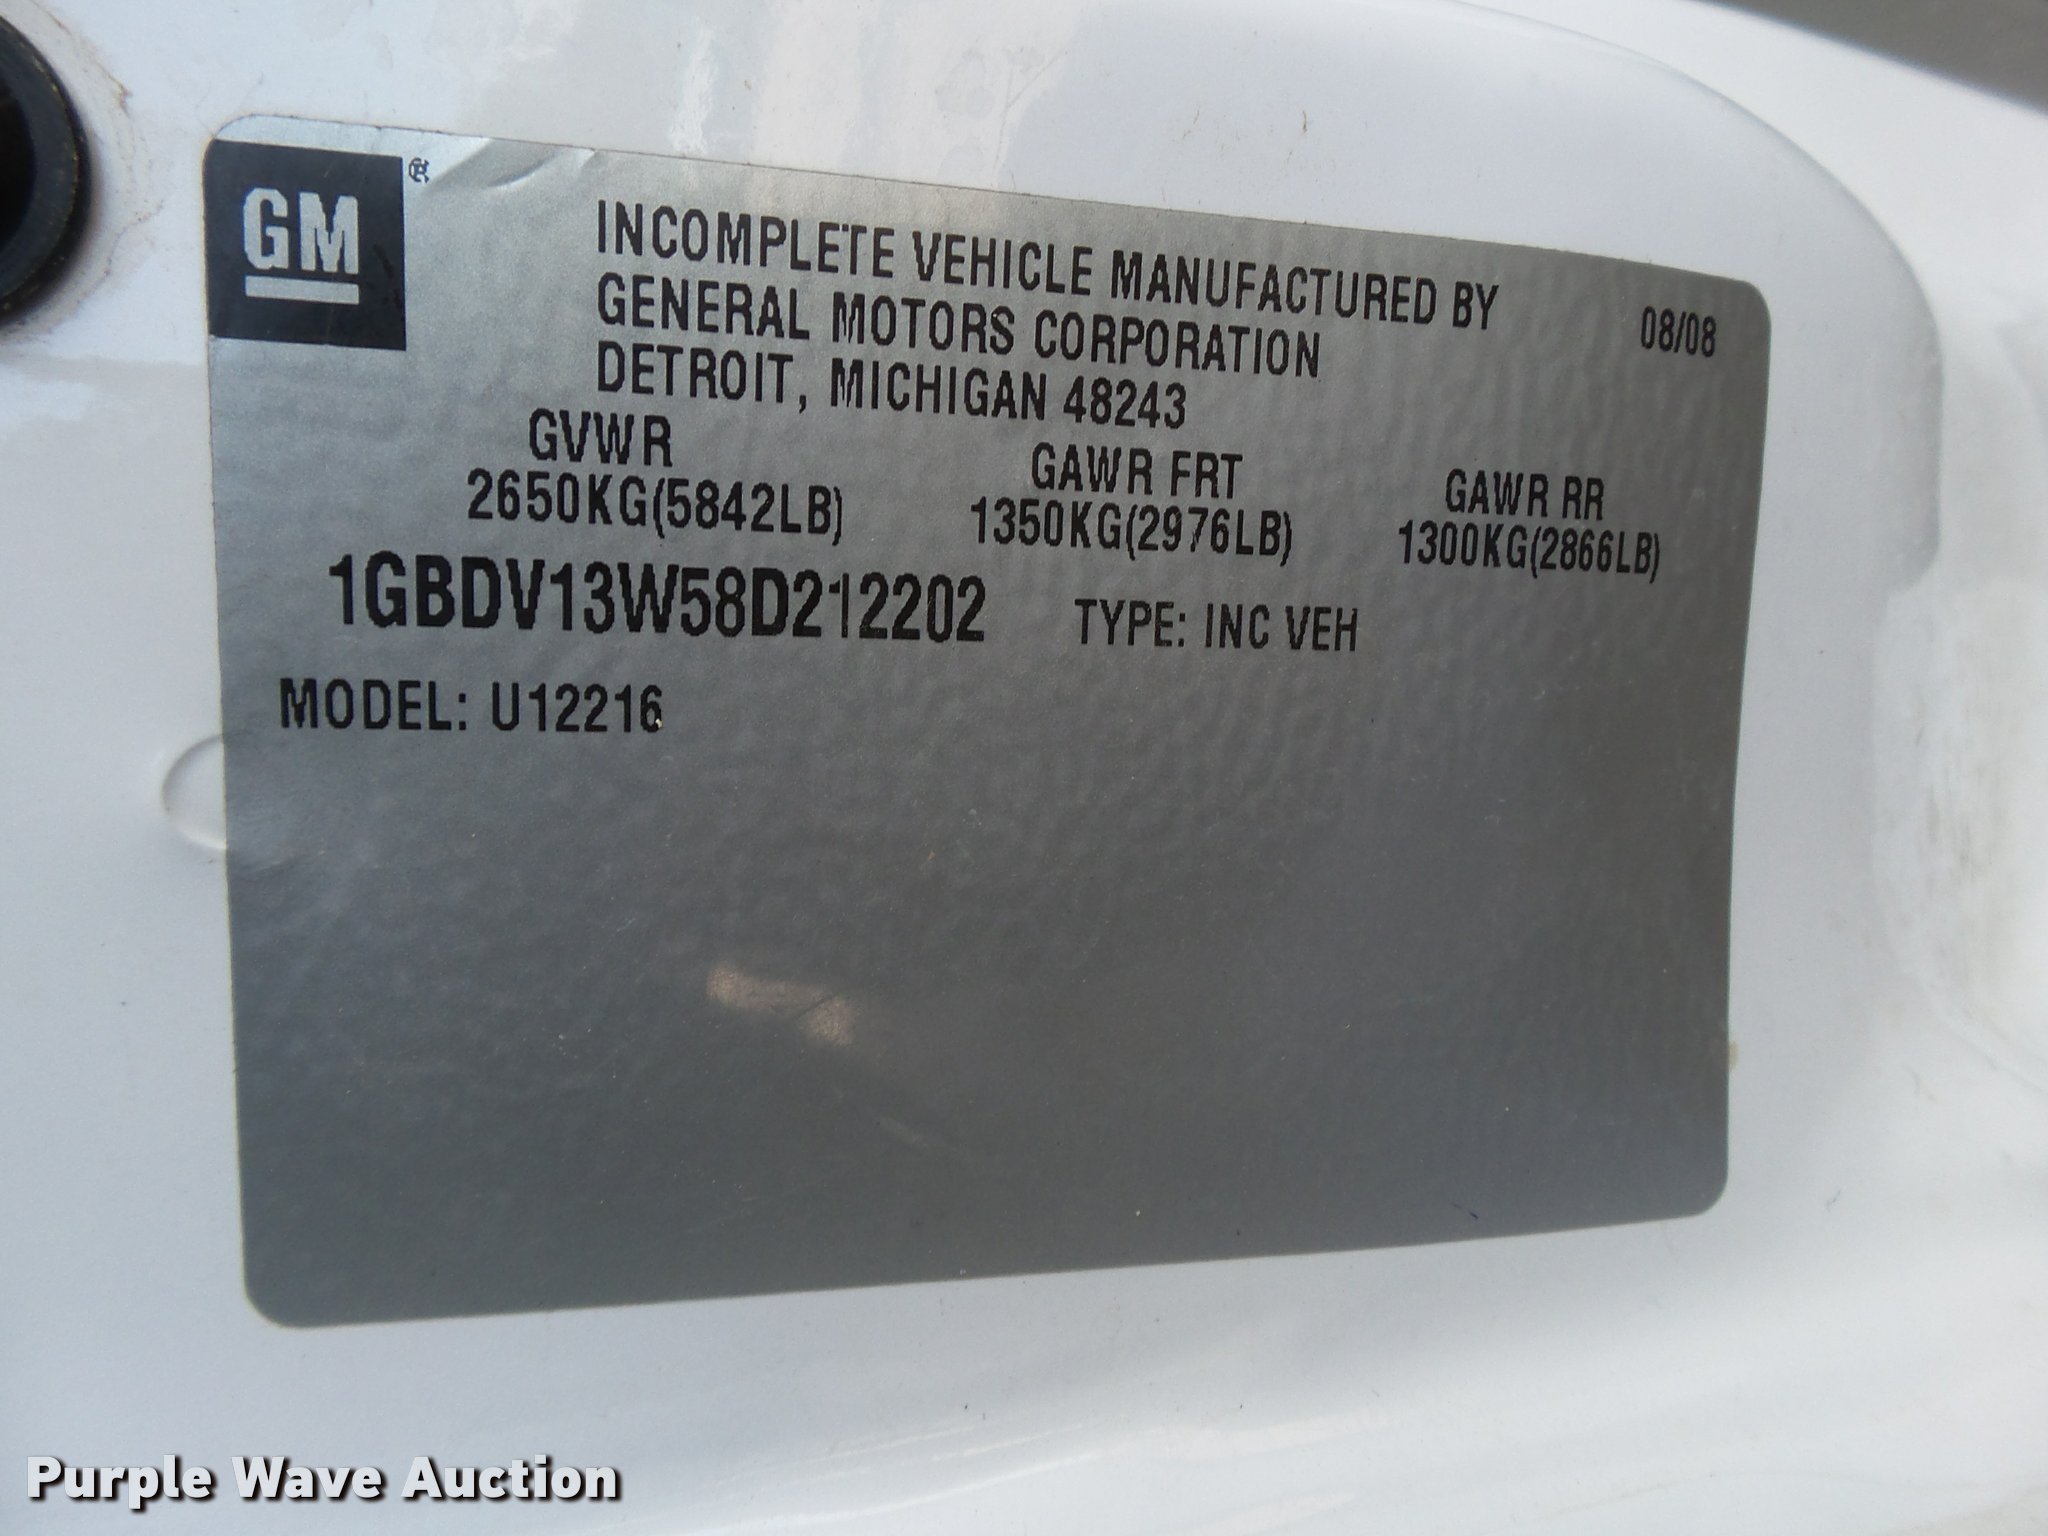 GM ®
INCOMPLETE VEHICLE MANUFACTURED BY
GENERAL MOTORS CORPORATION
08/08
DETROIT, MICHIGAN 48243
GVWR GAWR FRT GAWR RR
2650KG(5842LB) 1350KG(2976LB) 1300KG(2866LB)
1GBDV13W58D212202 TYPE: INC VEH
MODEL: U12216
Purple Wave Auction